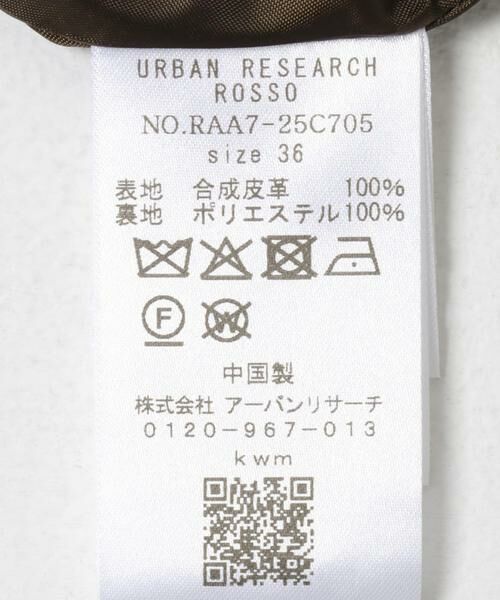 URBAN RESEARCH
ROSSO
NO.RAA7-25C705
size 36
表地 合成皮革 100%
裏地 ポリエステル100%
F
W
中国製
株式会社 アーバンリサーチ
0120-967-013
kwm